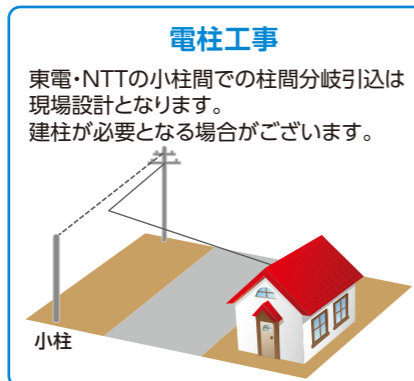 電柱工事
東電・NTTの小柱間での柱間分岐引込は
現場設計となります。
建柱が必要となる場合がございます。
小柱